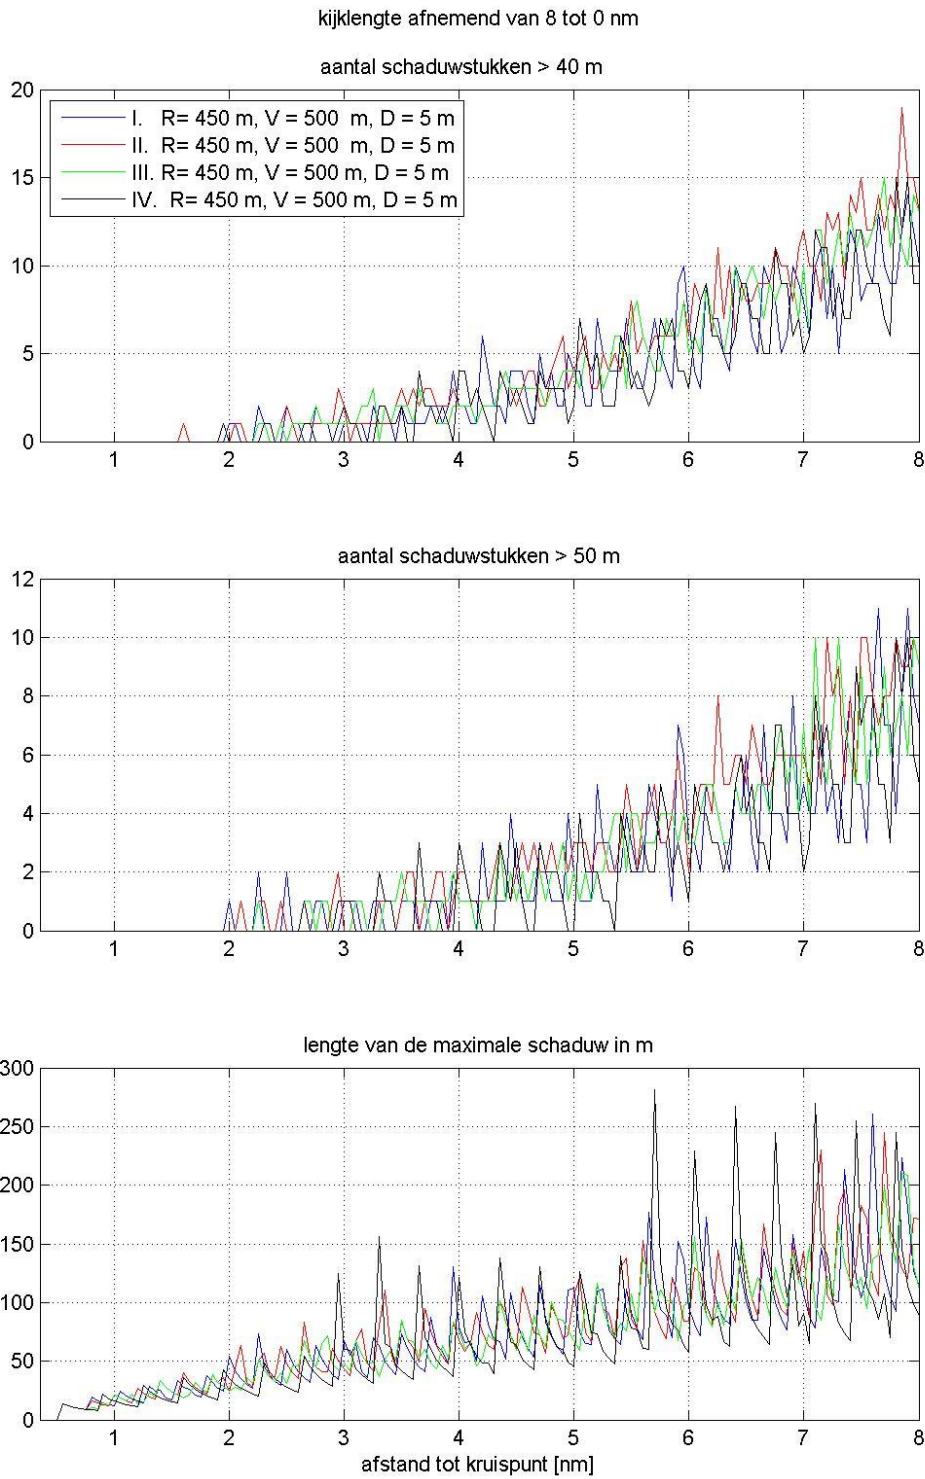 kijklengte afnemend van 8 tot 0 nm
aantal schaduwstukken > 40 m
20
15
10
5
0
I. R= 450 m, V = 500 m, D = 5 m
II. R= 450 m, V = 500 m, D = 5 m
III. R= 450 m, V = 500 m, D = 5 m
IV. R= 450 m, V = 500 m, D = 5 m
1 2 3 4 5 6 7 8
aantal schaduwstukken > 50 m
12
10
8
6
4
2
0
1 2 3 4 5 6 7 8
lengte van de maximale schaduw in m
300
250
200
150
100
50
0
1 2 3 4 5 6 7 8
afstand tot kruispunt [nm]